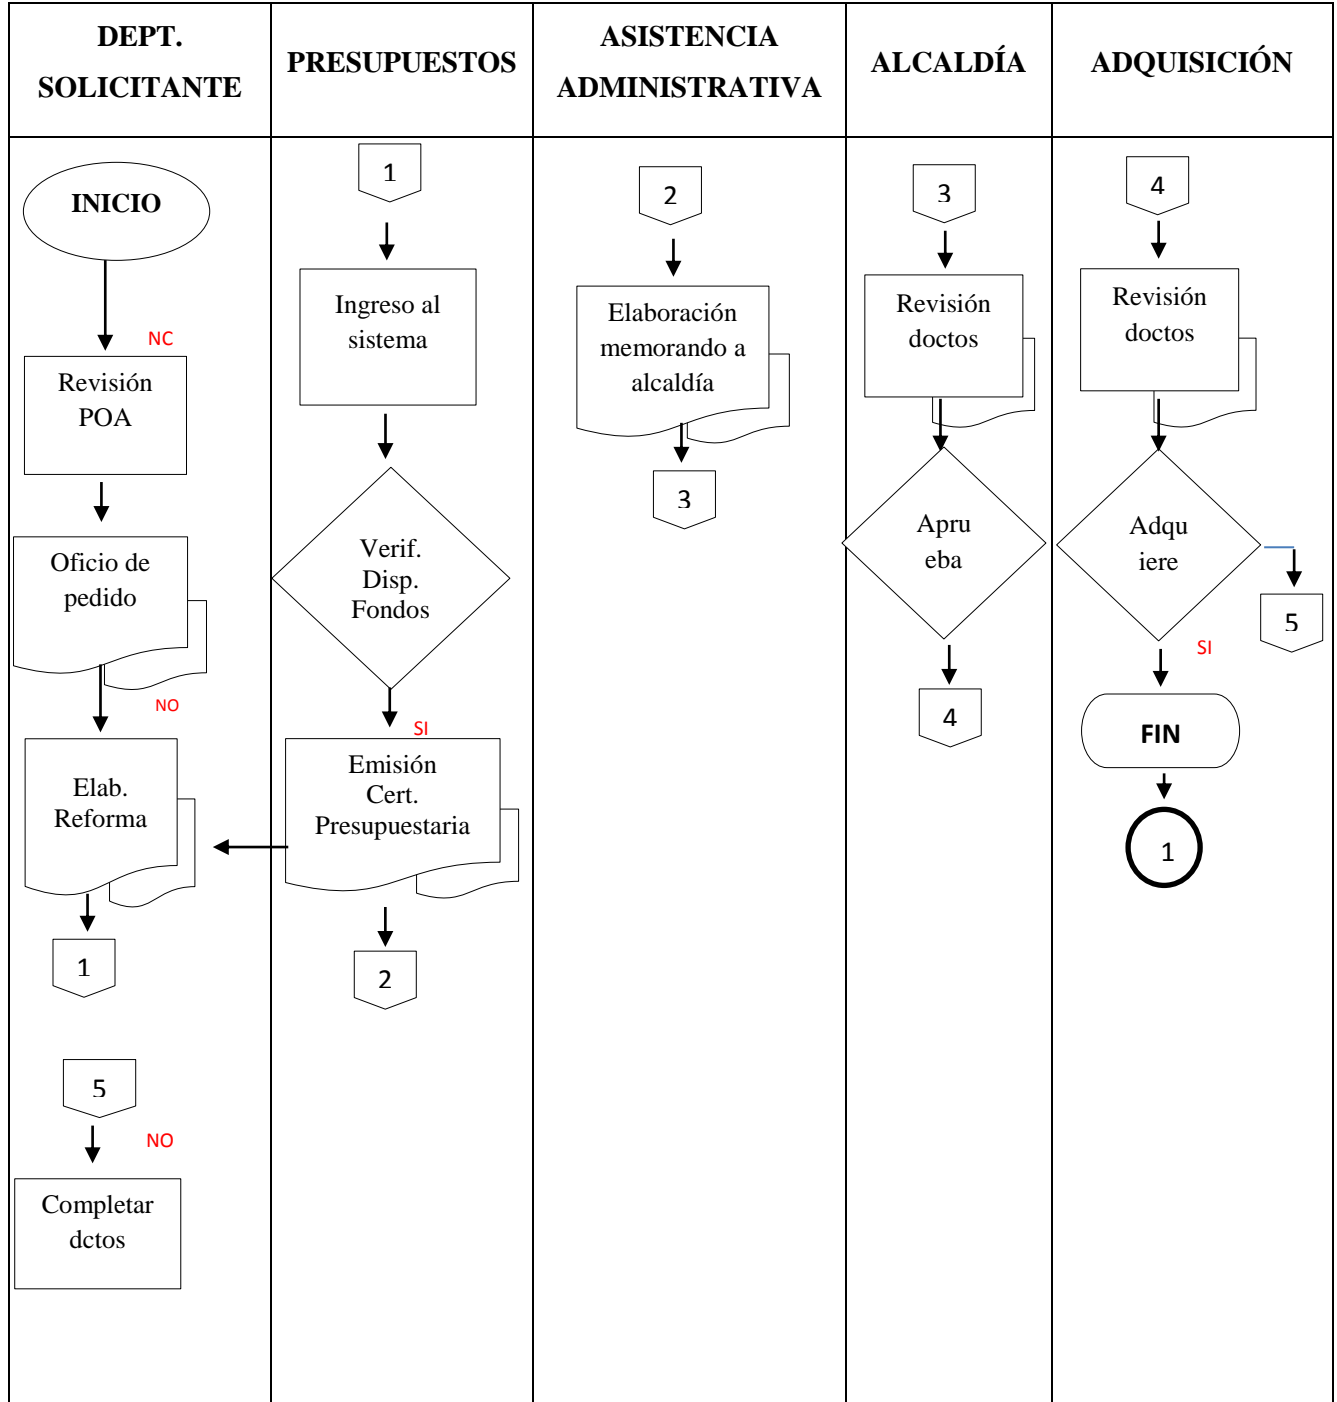 DEPT.
SOLICITANTE
PRESUPUESTOS
ASISTENCIA
ADMINISTRATIVA
ALCALDÍA
ADQUISICIÓN
INICIO
NC
Revisión
POA
Oficio de
pedido
NO
Elab.
Reforma
1
5
NO
Completar
dctos
1
Ingreso al
sistema
Verif.
Disp.
Fondos
SI
Emisión
Cert.
Presupuestaria
2
2
Elaboración
memorando a
alcaldía
3
3
Revisión
doctos
Apru
eba
4
4
Revisión
doctos
Adqu
iere
5
SI
FIN
1